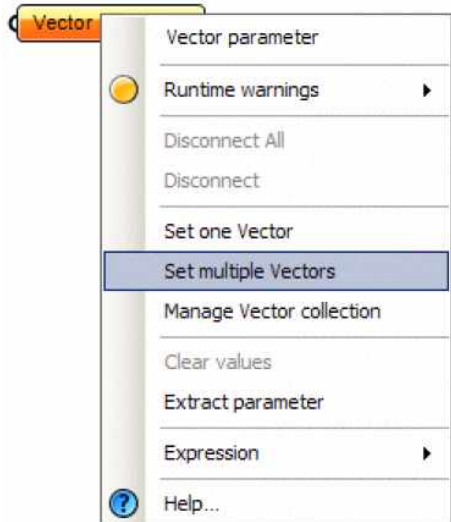 Vector
Vector parameter
Runtime warnings
Disconnect All
Disconnect
Set one Vector
Set multiple Vectors
Manage Vector collection
Clear values
Extract parameter
Expression
Help...